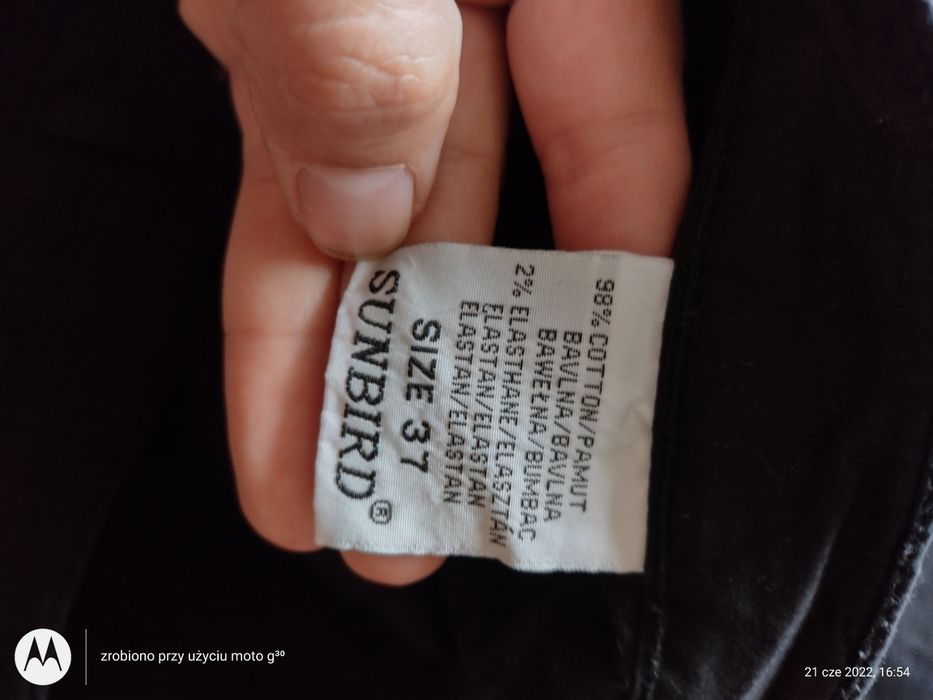 98% COTTON/PAMUT
BAVLNA/BAVLNA
BAWEŁNA/BUMBAC
2% ELASTHANE/ELASZTÁN
ELASTAN/ELASTAN
ELASTAN/ELASTAN
SIZE 37
SUNBIRD®
zrobiono przy użyciu moto g³⁰
21 cze 2022, 16:54